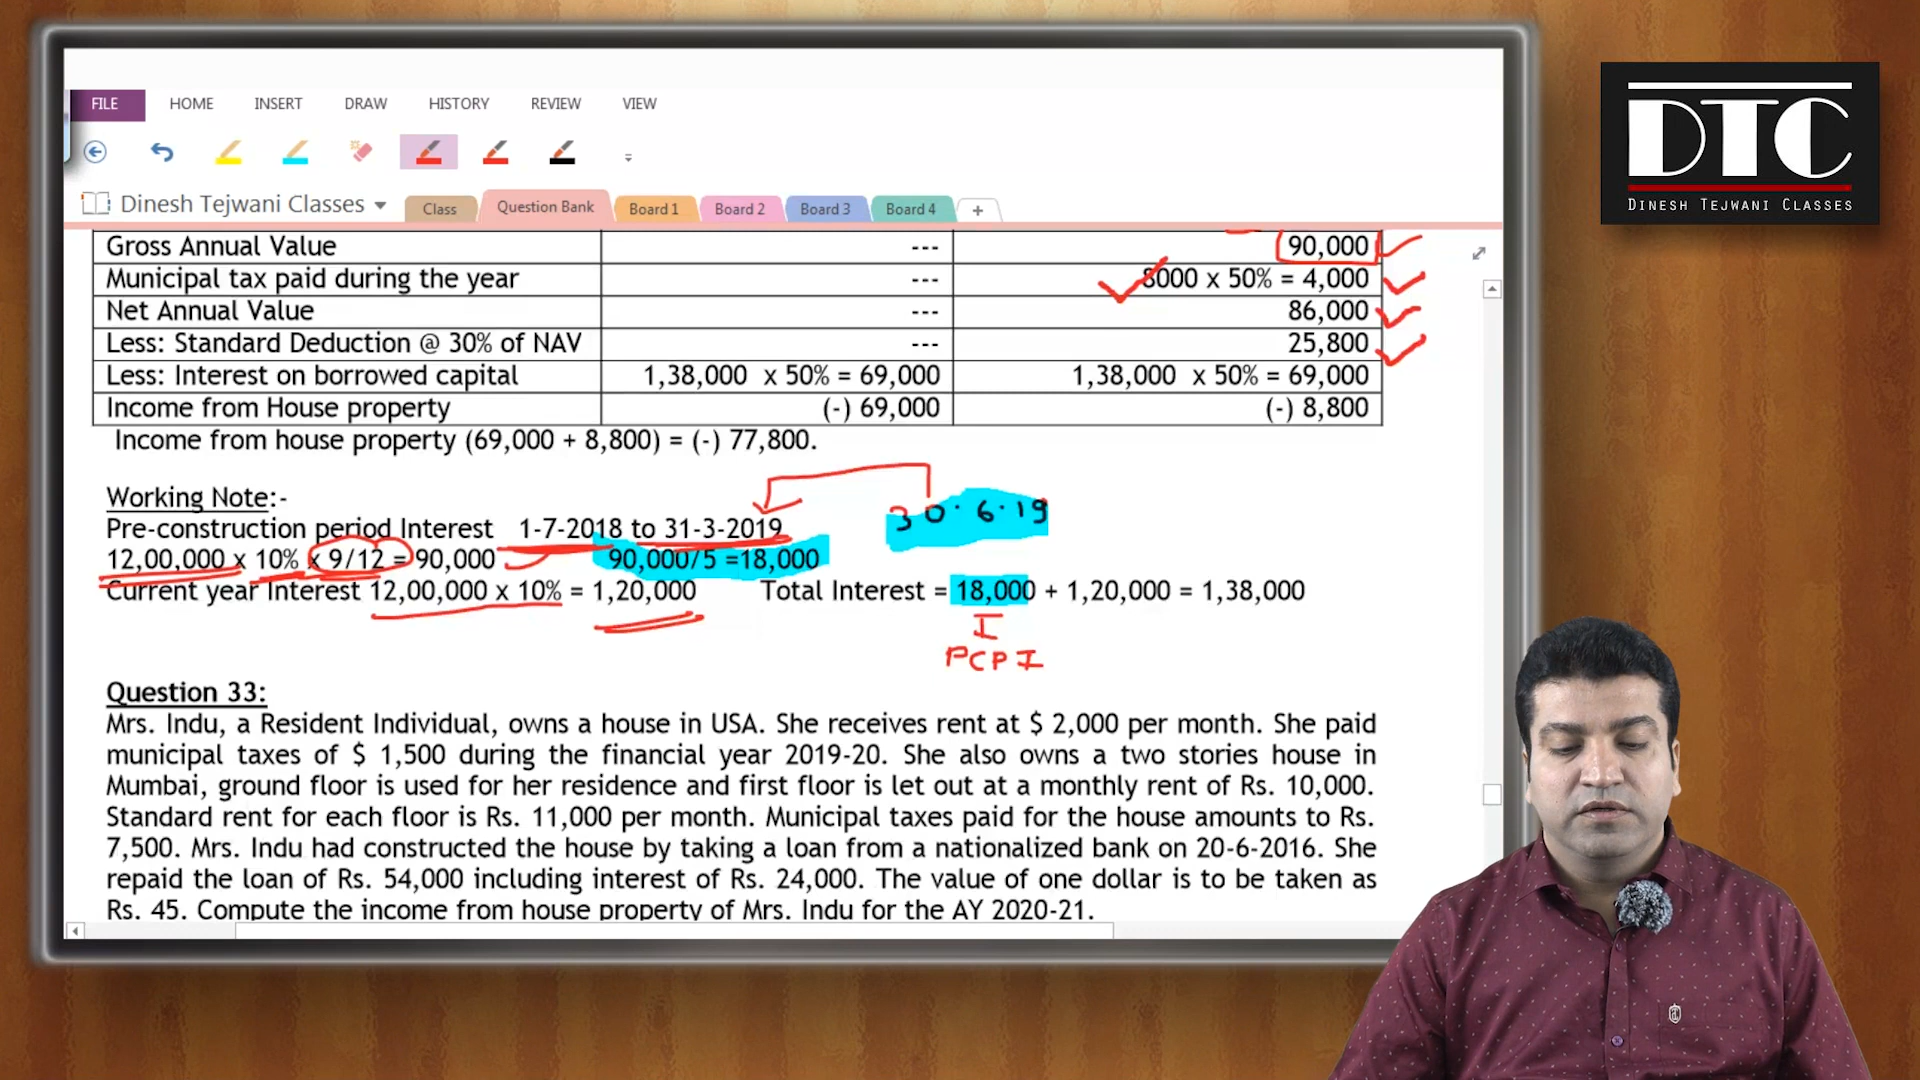 FILE HOME INSERT DRAW HISTORY REVIEW VIEW
Dinesh Tejwani Classes Class Question Bank Board 1 Board 2 Board 3 Board 4 +
DTC
DINESH TEJWANI CLASSES
Gross Annual Value --- 90,000
Municipal tax paid during the year --- 8000 x 50% = 4,000
Net Annual Value --- 86,000
Less: Standard Deduction @ 30% of NAV --- 25,800
Less: Interest on borrowed capital 1,38,000 x 50% = 69,000 1,38,000 x 50% = 69,000
Income from House property (-) 69,000 (-) 8,800
Income from house property (69,000 + 8,800) = (-) 77,800.
Working Note:-
30.6.19
Pre-construction period Interest 1-7-2018 to 31-3-2019
12,00,000 x 10% x 9/12 = 90,000 90,000/5 =18,000
Current year Interest 12,00,000 x 10% = 1,20,000 Total Interest = 18,000 + 1,20,000 = 1,38,000
I
PCPI
Question 33:
Mrs. Indu, a Resident Individual, owns a house in USA. She receives rent at $ 2,000 per month. She paid
municipal taxes of $ 1,500 during the financial year 2019-20. She also owns a two stories house in
Mumbai, ground floor is used for her residence and first floor is let out at a monthly rent of Rs. 10,000.
Standard rent for each floor is Rs. 11,000 per month. Municipal taxes paid for the house amounts to Rs.
7,500. Mrs. Indu had constructed the house by taking a loan from a nationalized bank on 20-6-2016. She
repaid the loan of Rs. 54,000 including interest of Rs. 24,000. The value of one dollar is to be taken as
Rs. 45. Compute the income from house property of Mrs. Indu for the AY 2020-21.